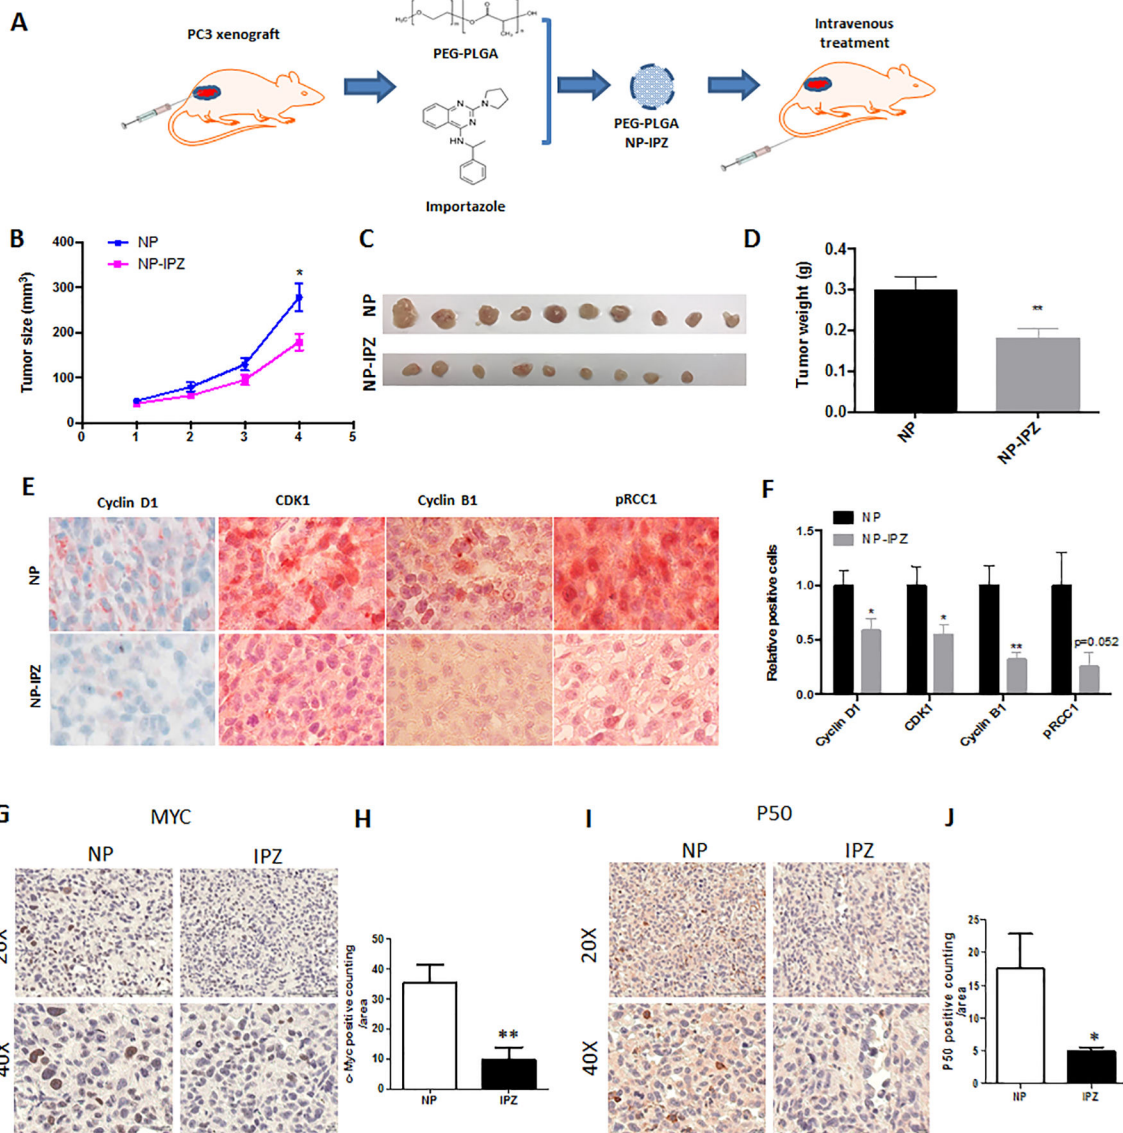 A
PC3 xenograft
PEG-PLGA
Importazole
PEG-PLGA
NP-IPZ
Intravenous
treatment
H₃C
O
m
O
O
CH₃
n
OH
N
N
N
HN
B
Tumor size (mm³)
400
300
200
100
0
NP
NP-IPZ
*
0 1 2 3 4 5
C
NP
NP-IPZ
D
Tumor weight (g)
0.4
0.3
0.2
0.1
0.0
**
NP
NP-IPZ
E
Cyclin D1 CDK1 Cyclin B1 pRCC1
NP
NP-IPZ
F
NP
NP-IPZ
Relative positive cells
1.5
1.0
0.5
0.0
* * ** p=0.052
Cyclin D1 CDK1 Cyclin B1 pRCC1
G
MYC
NP IPZ
20X
40X
H
c-Myc positive counting
/area
50
40
30
20
10
0
**
NP IPZ
I
P50
NP IPZ
20X
40X
J
P50 positive counting
/area
25
20
15
10
5
0
*
NP IPZ